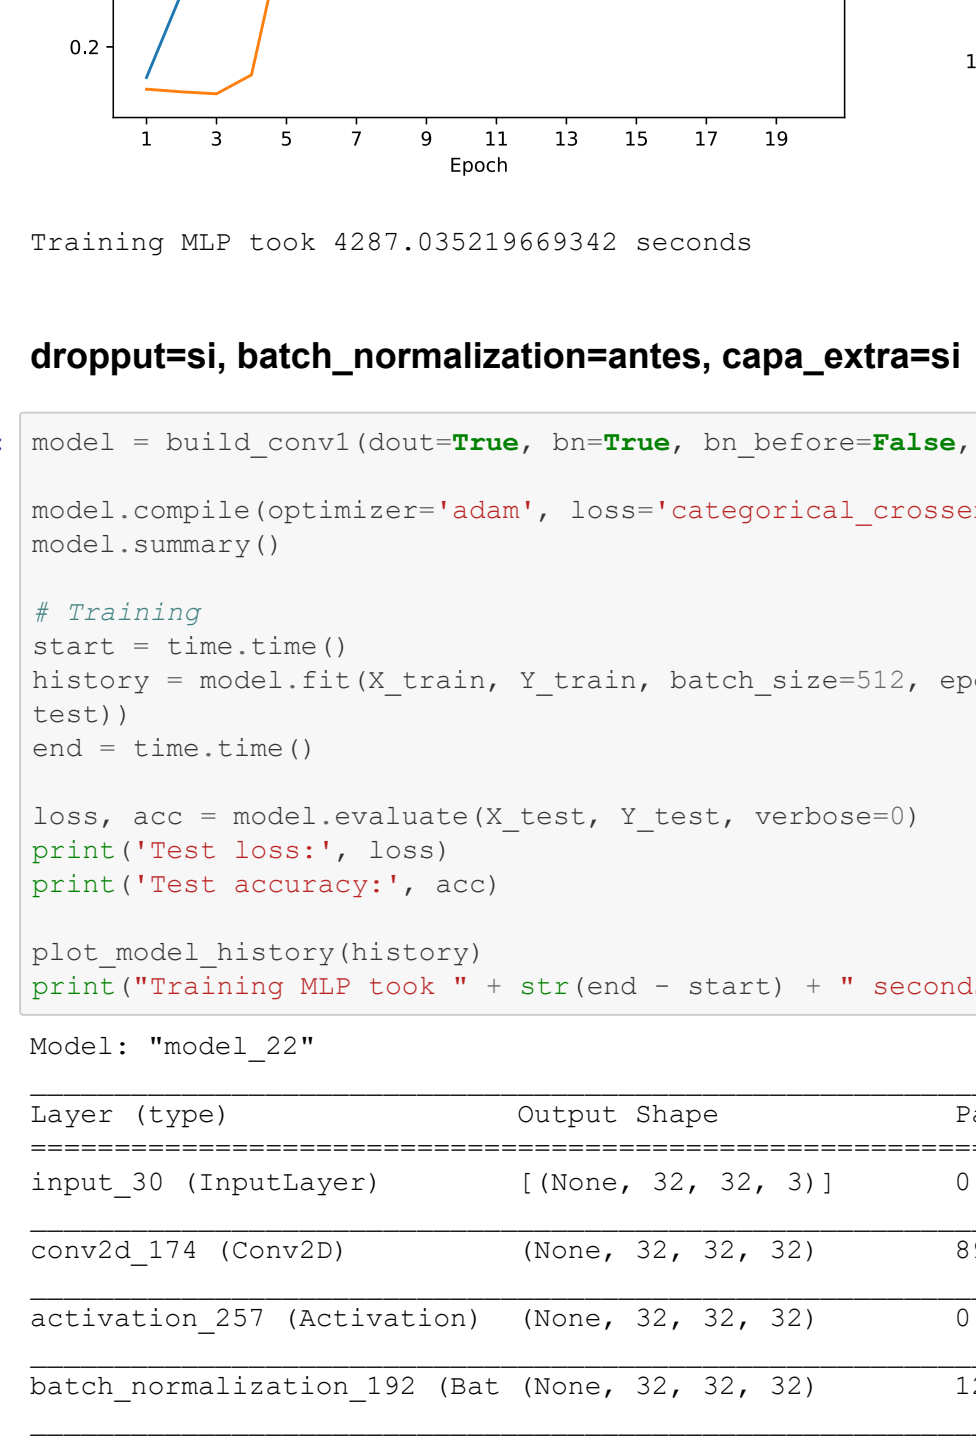 0.2
1
1 3 5 7 9 11 13 15 17 19
Epoch
Training MLP took 4287.035219669342 seconds
dropput=si, batch_normalization=antes, capa_extra=si
: model = build_conv1(dout=True, bn=True, bn_before=False,
model.compile(optimizer='adam', loss='categorical_crosse
model.summary()
# Training
start = time.time()
history = model.fit(X_train, Y_train, batch_size=512, ep
test))
end = time.time()
loss, acc = model.evaluate(X_test, Y_test, verbose=0)
print('Test loss:', loss)
print('Test accuracy:', acc)
plot_model_history(history)
print("Training MLP took " + str(end - start) + " second
Model: "model_22"
Layer (type) Output Shape P
=========================================================
input_30 (InputLayer) [(None, 32, 32, 3)] 0
conv2d_174 (Conv2D) (None, 32, 32, 32) 8
activation_257 (Activation) (None, 32, 32, 32) 0
batch_normalization_192 (Bat (None, 32, 32, 32) 1